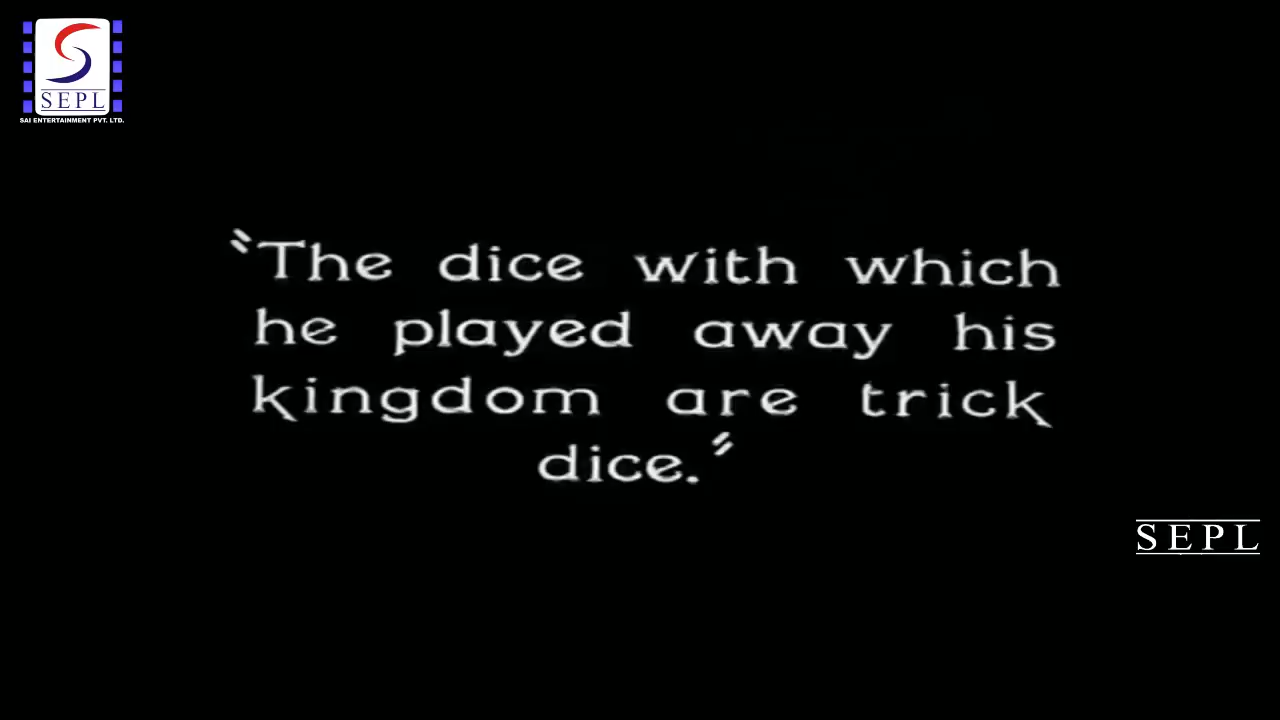 SEPL
SAI ENTERTAINMENT PVT. LTD.
"The dice with which
he played away his
kingdom are trick
dice."
SEPL